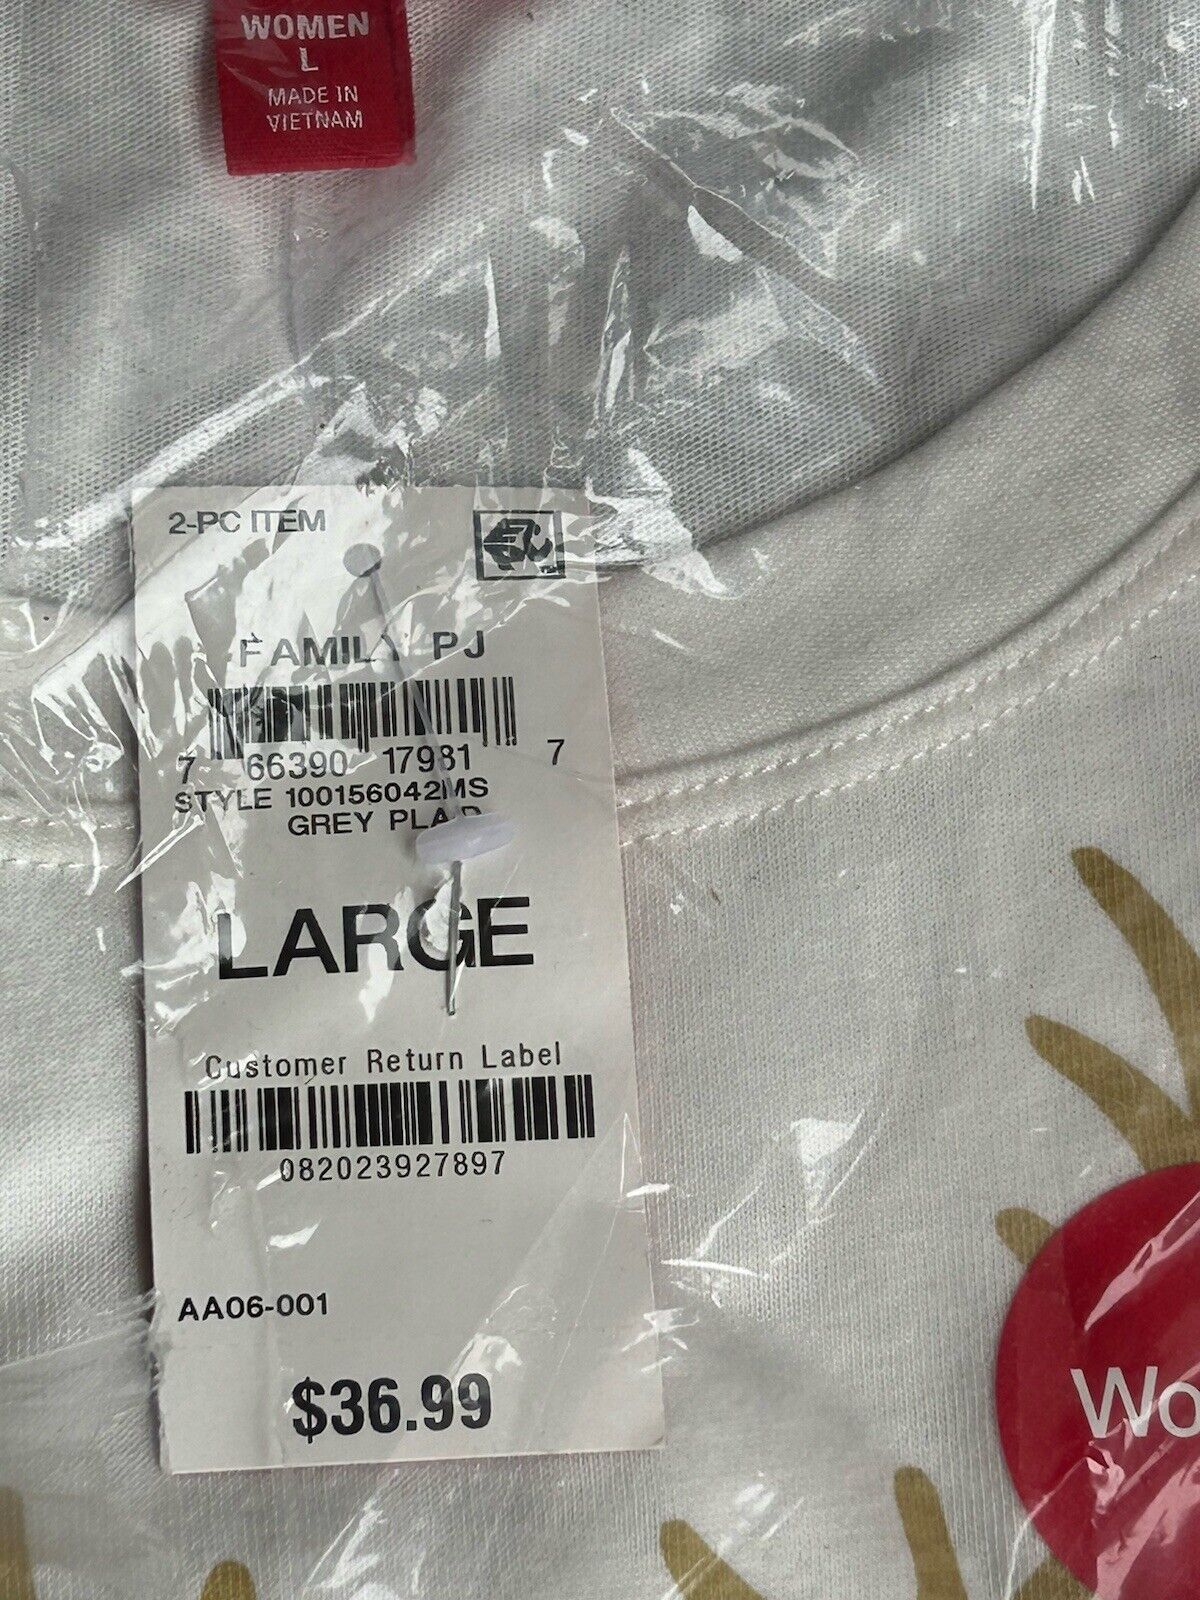 WOMEN
L
MADE IN
VIETNAM
2-PC ITEM
FAMILY PJ
7 66390 17981 7
STYLE 100156042MS
GREY PLAID
LARGE
Customer Return Label
082023927897
AA06-001
$36.99
Wo